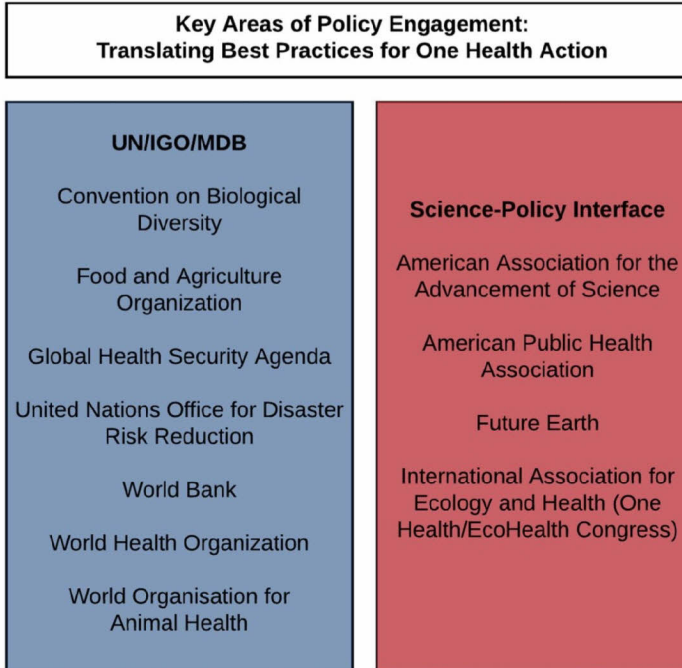 Key Areas of Policy Engagement:
Translating Best Practices for One Health Action
UN/IGO/MDB
Convention on Biological
Diversity
Food and Agriculture
Organization
Global Health Security Agenda
United Nations Office for Disaster
Risk Reduction
World Bank
World Health Organization
World Organisation for
Animal Health
Science-Policy Interface
American Association for the
Advancement of Science
American Public Health
Association
Future Earth
International Association for
Ecology and Health (One
Health/EcoHealth Congress)